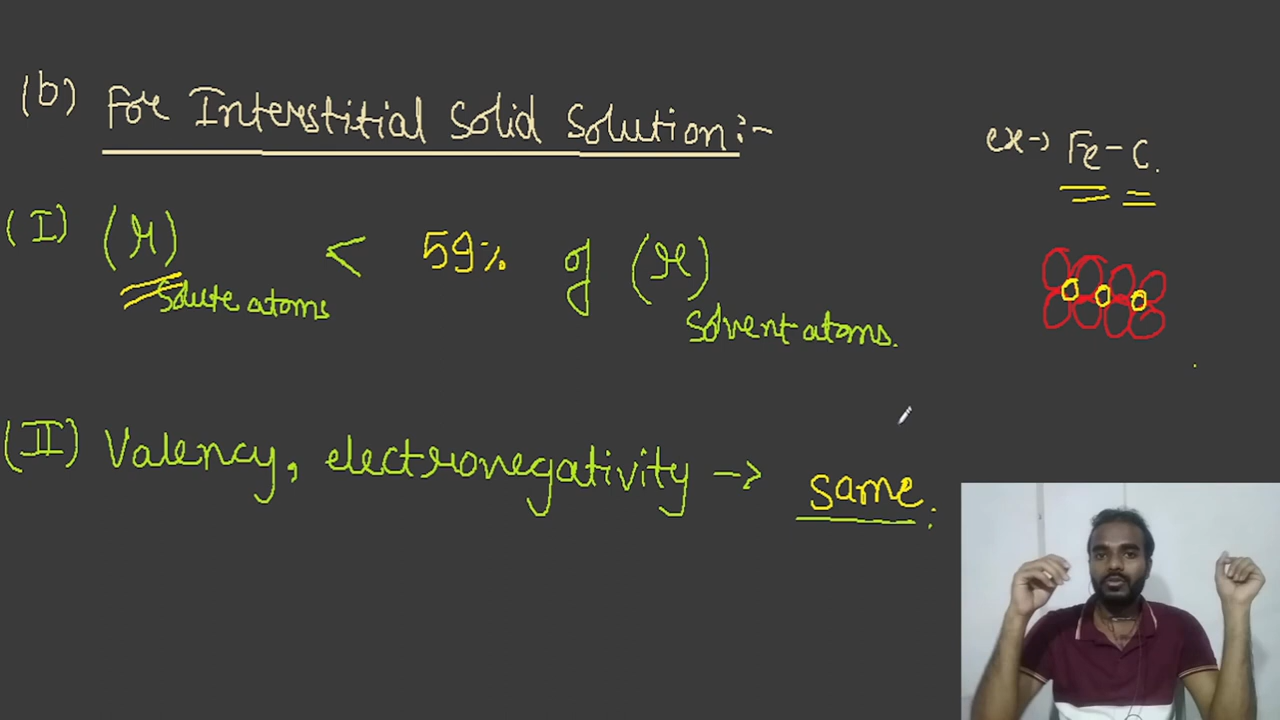 (b) For Interstitial Solid Solution:-
ex-> Fe-C.
(I) (r) < 59% of (r)
solute atoms
solvent atoms.
(II) Valency, electronegativity -> same.